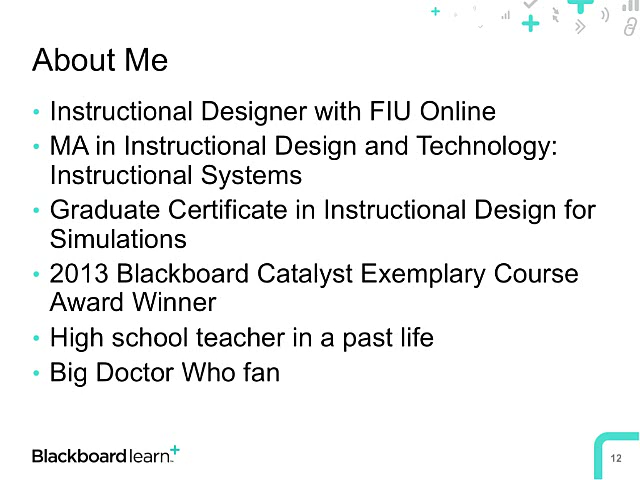 About Me
• Instructional Designer with FIU Online
• MA in Instructional Design and Technology:
Instructional Systems
• Graduate Certificate in Instructional Design for
Simulations
• 2013 Blackboard Catalyst Exemplary Course
Award Winner
• High school teacher in a past life
• Big Doctor Who fan
Blackboard learn+
12